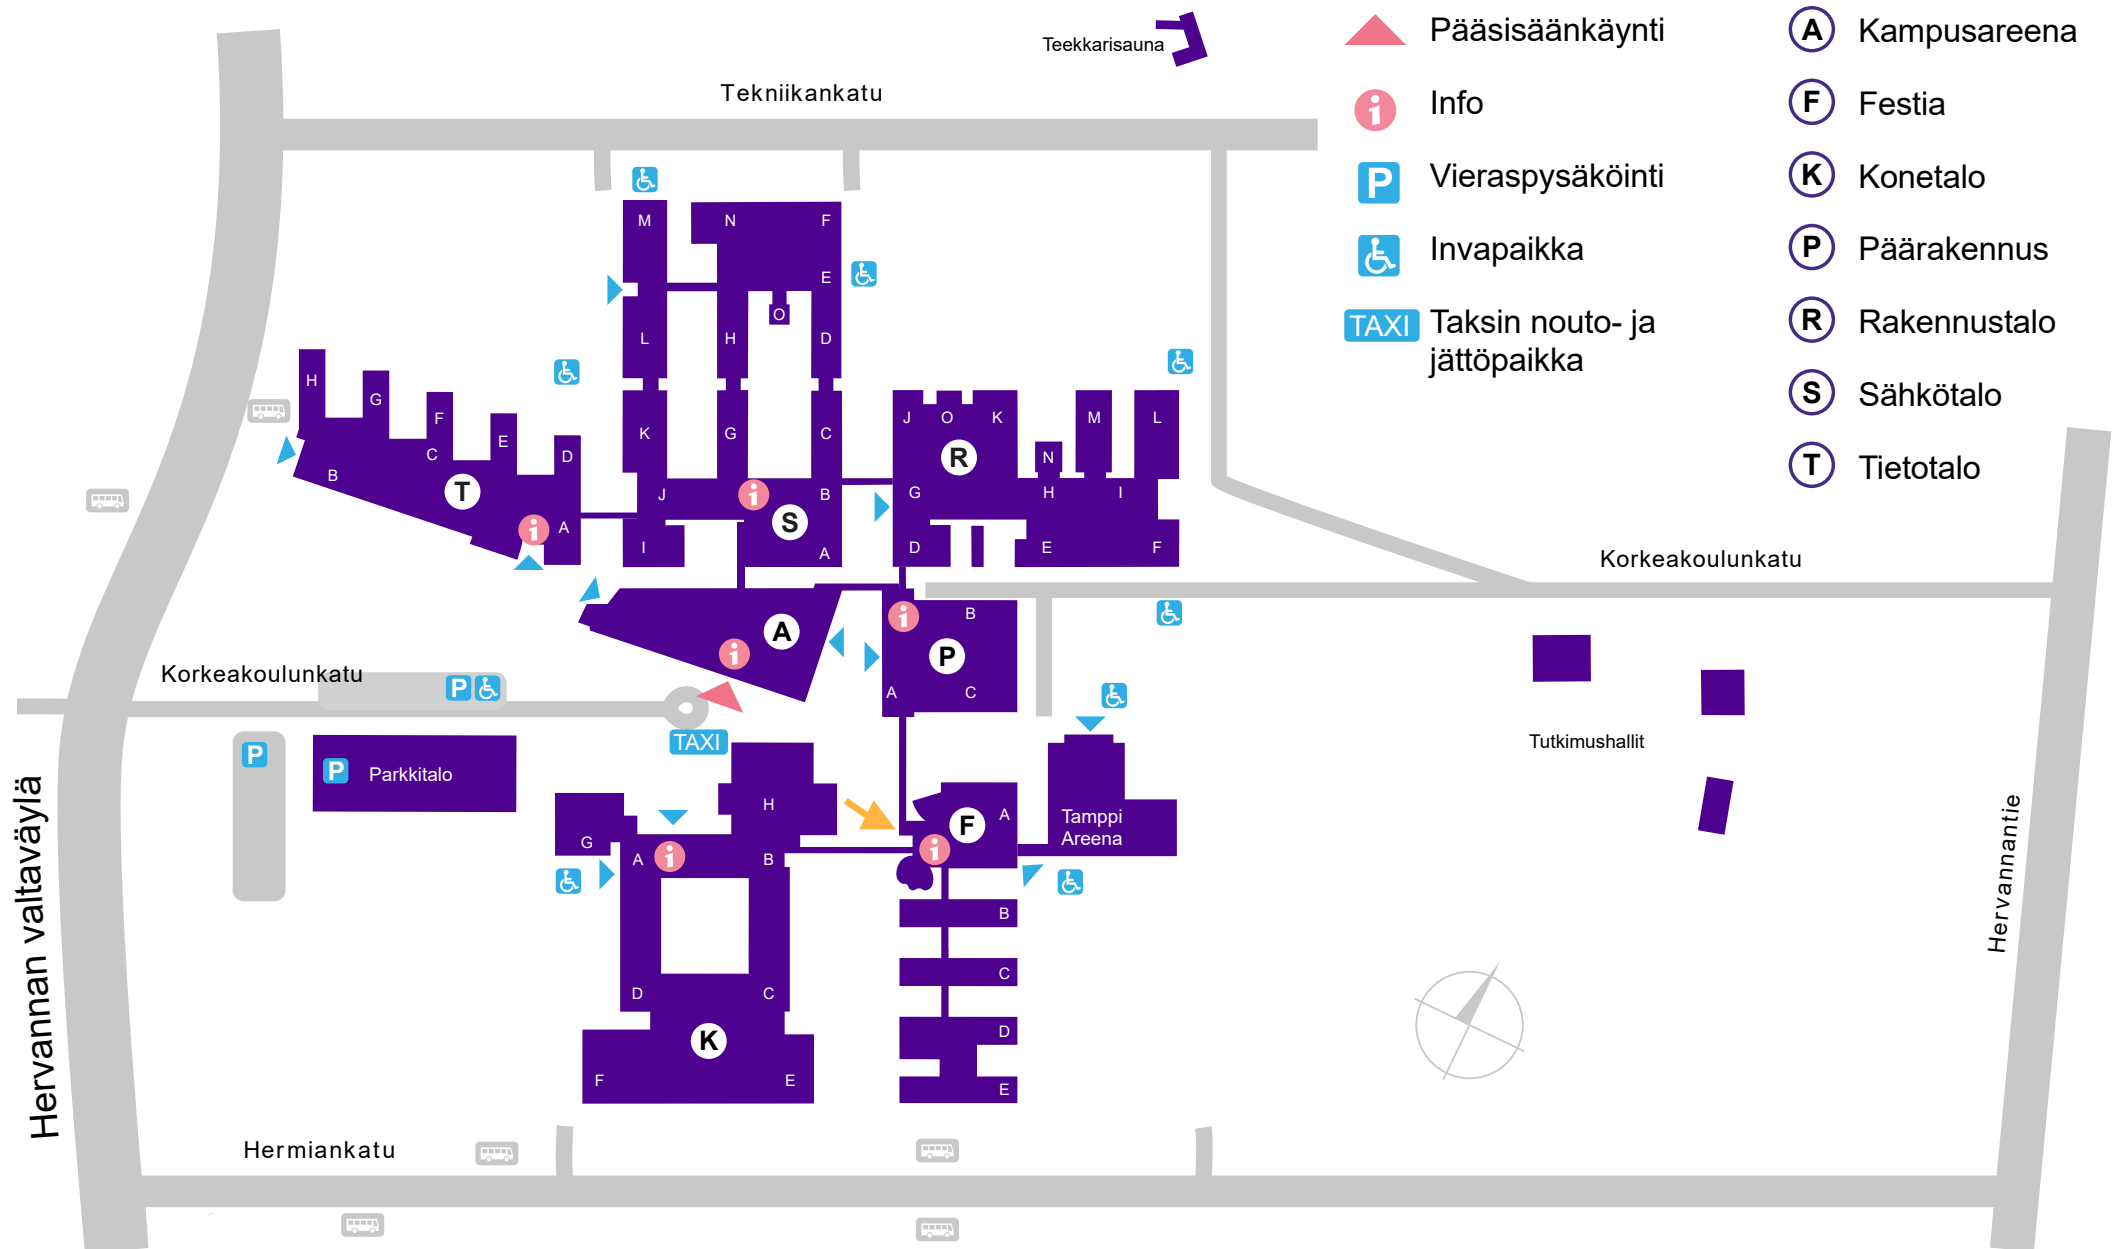 Teekkarisauna
Tekniikankatu
Pääsisäänkäynti
Info
P Vieraspysäköinti
Invapaikka
TAXI Taksin nouto- ja
jättöpaikka
A Kampusareena
F Festia
K Konetalo
P Päärakennus
R Rakennustalo
S Sähkötalo
T Tietotalo
M N F
E
O
L H D
K G C
J B
S
I A
H
G
F
E
C
D
B
T
A
J O K M L
R
N
G H I
D E F
Korkeakoulunkatu
A
B
P
A C
Korkeakoulunkatu
P
TAXI
P
P Parkkitalo
Tutkimushallit
Hervannan valtaväylä
Hervannantie
H
G
A B
D C
K
F E
A
F
B
C
D
E
Tamppi
Areena
Hermiankatu